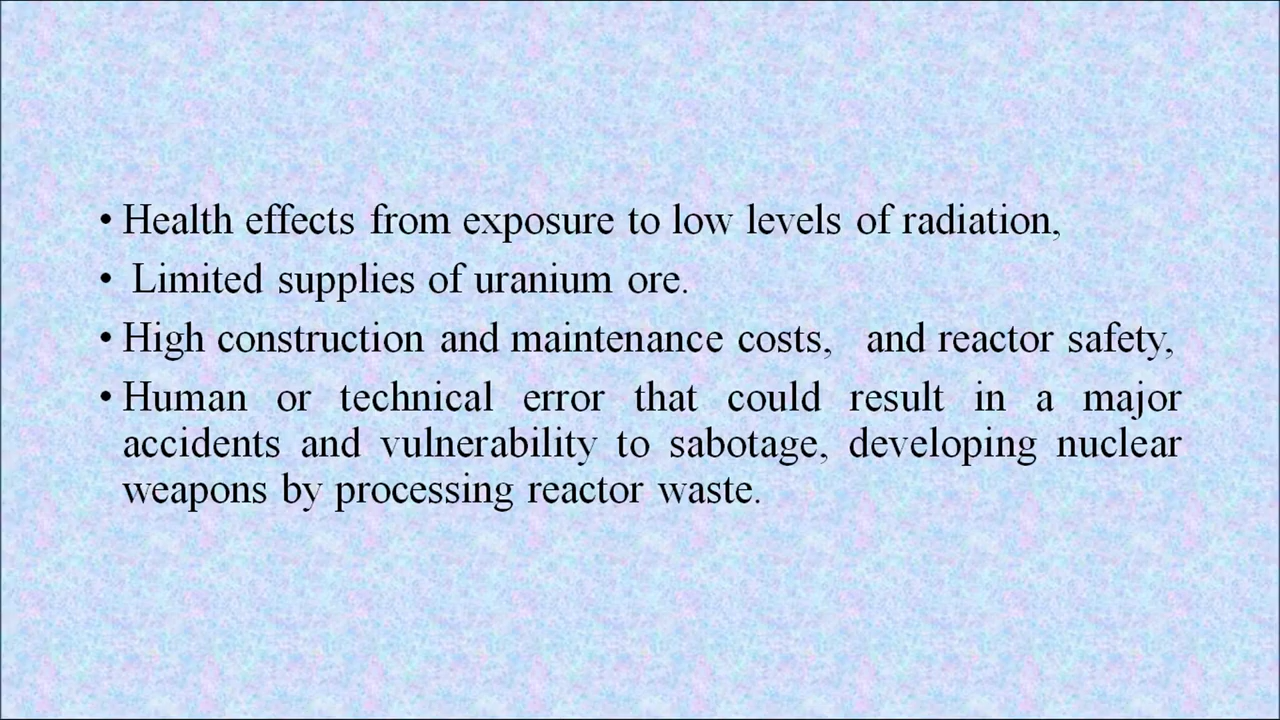 • Health effects from exposure to low levels of radiation,
• Limited supplies of uranium ore.
• High construction and maintenance costs, and reactor safety,
• Human or technical error that could result in a major
accidents and vulnerability to sabotage, developing nuclear
weapons by processing reactor waste.